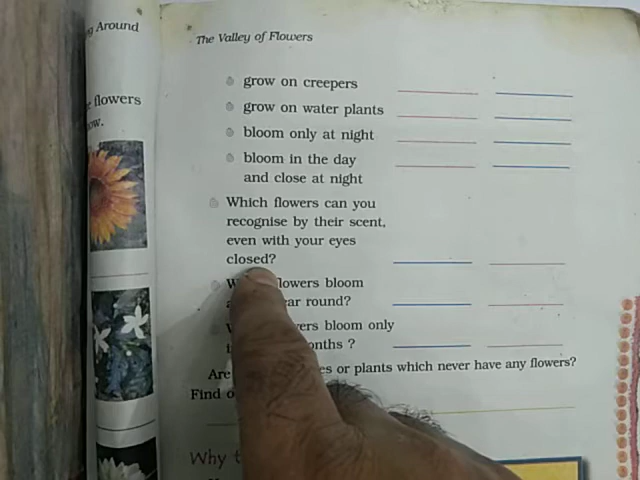 g Around
The Valley of Flowers
flowers
ow.
grow on creepers
grow on water plants
bloom only at night
bloom in the day
and close at night
Which flowers can you
recognise by their scent,
even with your eyes
closed?
flowers bloom
ar round?
ers bloom only
onths ?
Are es or plants which never have any flowers?
Find o
Why t